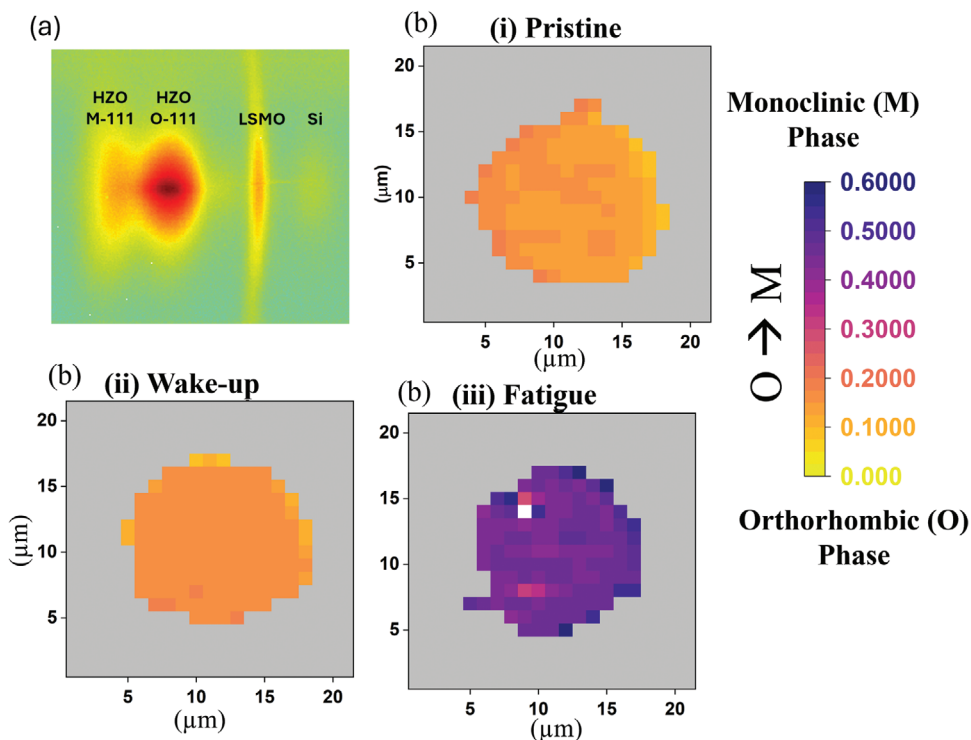 (a)
HZO HZO
M-111 O-111 LSMO Si
(b) (i) Pristine
20
15
10
5
(μm)
5 10 15 20
(μm)
Monoclinic (M)
Phase
0.6000
0.5000
0.4000
0.3000
0.2000
0.1000
0.000
O → M
Orthorhombic (O)
Phase
(b) (ii) Wake-up
20
15
10
5
(μm)
5 10 15 20
(μm)
(b) (iii) Fatigue
20
15
10
5
(μm)
5 10 15 20
(μm)